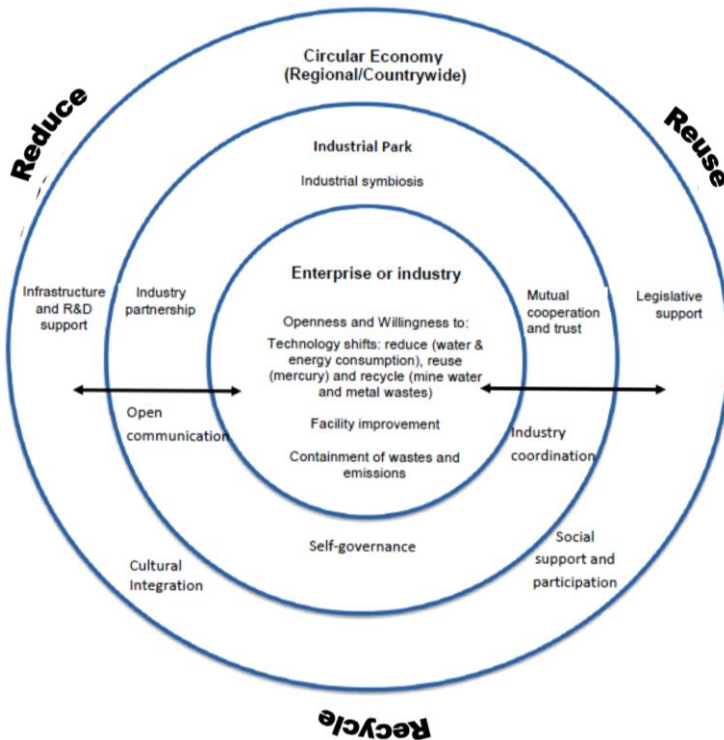 Circular Economy
(Regional/Countrywide)
Reduce
Reuse
Industrial Park
Industrial symbiosis
Enterprise or industry
Infrastructure
and R&D
support
Industry
partnership
Mutual
cooperation
and trust
Legislative
support
Openness and Willingness to:
Technology shifts: reduce (water &
energy consumption), reuse
(mercury) and recycle (mine water
and metal wastes)
Facility improvement
Containment of wastes and
emissions
Open
communication
Industry
coordination
Self-governance
Cultural
Integration
Social
support and
participation
Recycle